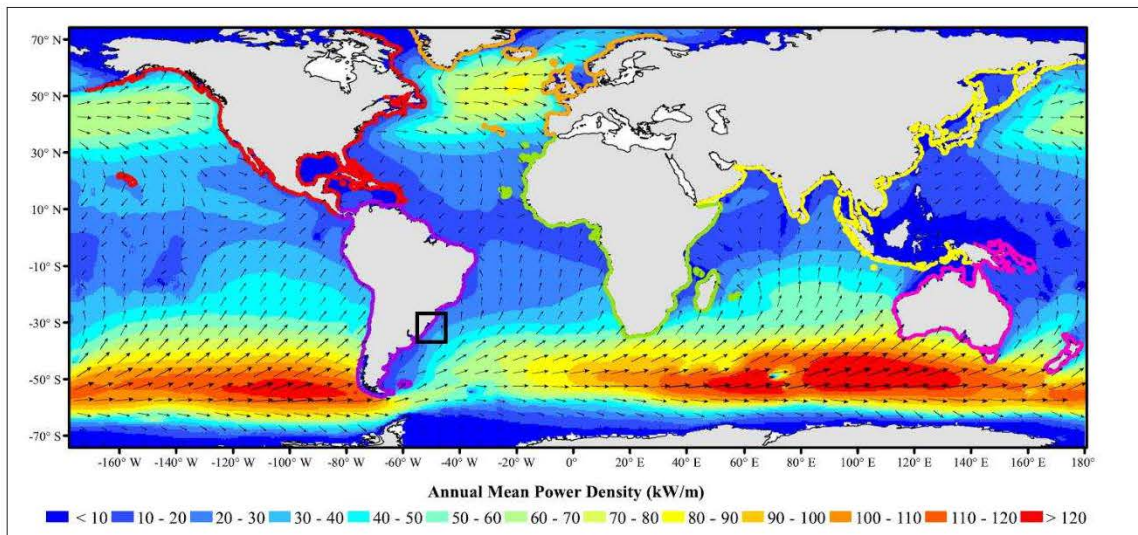 70° N
50° N
30° N
10° N
-10° S
-30° S
-50° S
-70° S
-160° W -140° W -120° W -100° W -80° W -60° W -40° W -20° W 0° 20° E 40° E 60° E 80° E 100° E 120° E 140° E 160° E 180°
Annual Mean Power Density (kW/m)
< 10 10 - 20 20 - 30 30 - 40 40 - 50 50 - 60 60 - 70 70 - 80 80 - 90 90 - 100 100 - 110 110 - 120 > 120